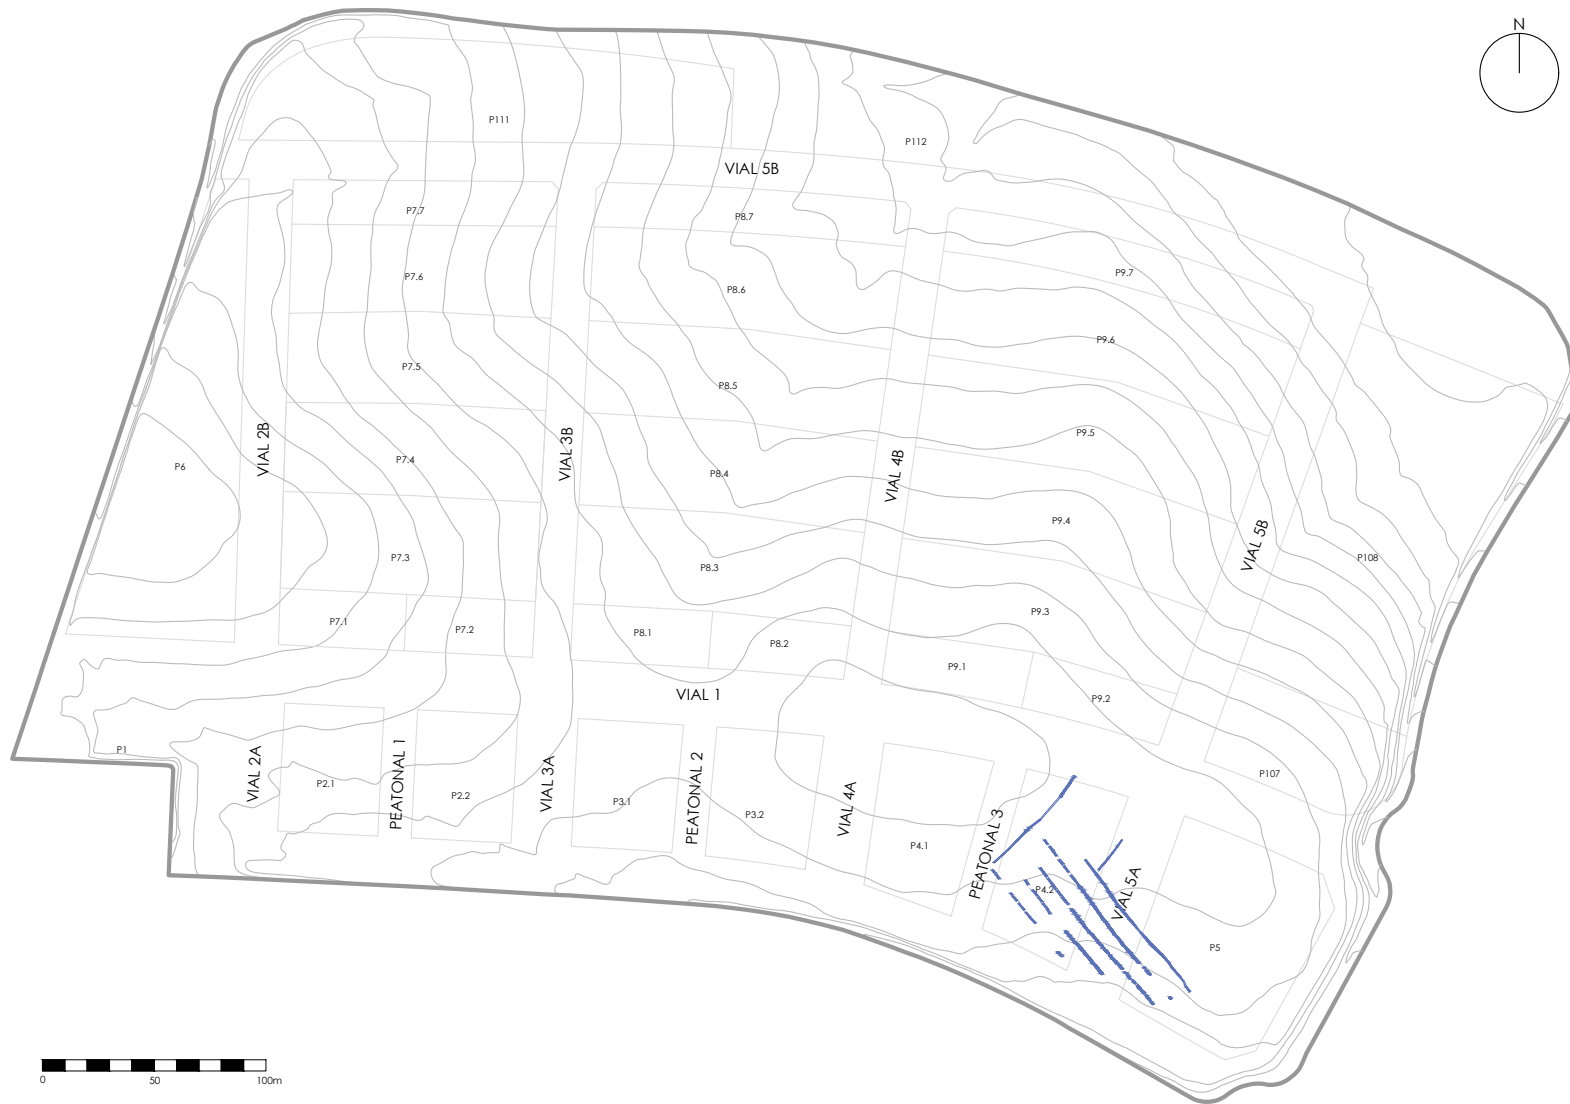 N
P111
P112
VIAL 5B
P7.7
P8.7
P7.6
P9.7
P8.6
P9.6
P7.5
P8.5
P9.5
VIAL 2B
VIAL 3B
P6
P7.4
P8.4
VIAL 4B
P9.4
VIAL 5B
P7.3
P8.3
P108
P9.3
P7.1
P7.2
P8.1
P8.2
P9.1
VIAL 1
P9.2
P1
VIAL 2A
PEATONAL 1
P2.1
P2.2
VIAL 3A
P3.1
PEATONAL 2
P3.2
VIAL 4A
P107
P4.1
PEATONAL 3
P4.2
VIAL 5A
P5
0 50 100m